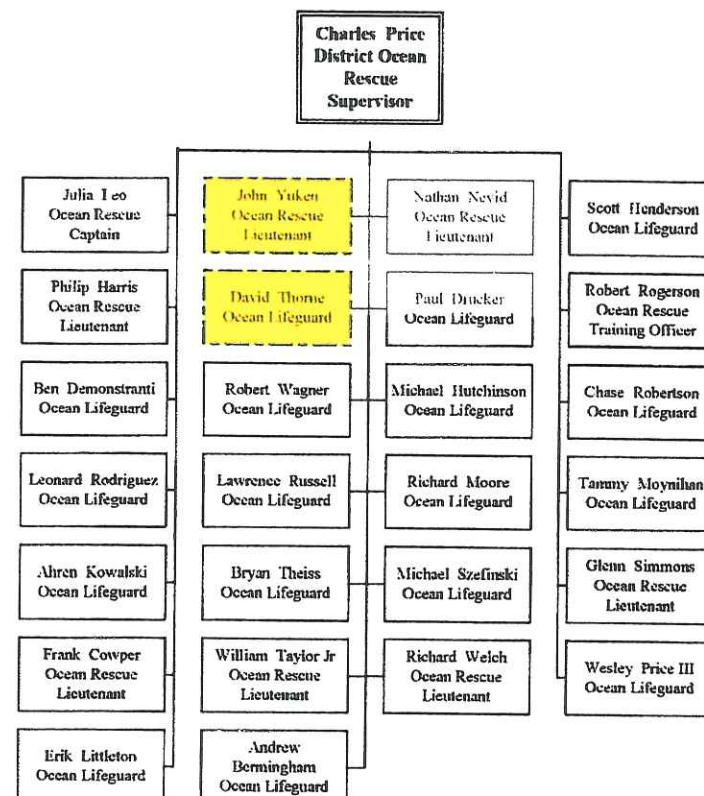 Charles Price
District Ocean
Rescue
Supervisor
Julia Leo
Ocean Rescue
Captain
John Yuken
Ocean Rescue
Lieutenant
Nathan Nevid
Ocean Rescue
Lieutenant
Scott Henderson
Ocean Lifeguard
Philip Harris
Ocean Rescue
Lieutenant
David Thorne
Ocean Lifeguard
Paul Drucker
Ocean Lifeguard
Robert Rogerson
Ocean Rescue
Training Officer
Ben Demonstranti
Ocean Lifeguard
Robert Wagner
Ocean Lifeguard
Michael Hutchinson
Ocean Lifeguard
Chase Robertson
Ocean Lifeguard
Leonard Rodriguez
Ocean Lifeguard
Lawrence Russell
Ocean Lifeguard
Richard Moore
Ocean Lifeguard
Tammy Moynihan
Ocean Lifeguard
Ahren Kowalski
Ocean Lifeguard
Bryan Theiss
Ocean Lifeguard
Michael Szefinski
Ocean Lifeguard
Glenn Simmons
Ocean Rescue
Lieutenant
Frank Cowper
Ocean Rescue
Lieutenant
William Taylor Jr
Ocean Rescue
Lieutenant
Richard Welch
Ocean Rescue
Lieutenant
Wesley Price III
Ocean Lifeguard
Erik Littleton
Ocean Lifeguard
Andrew
Bermingham
Ocean Lifeguard